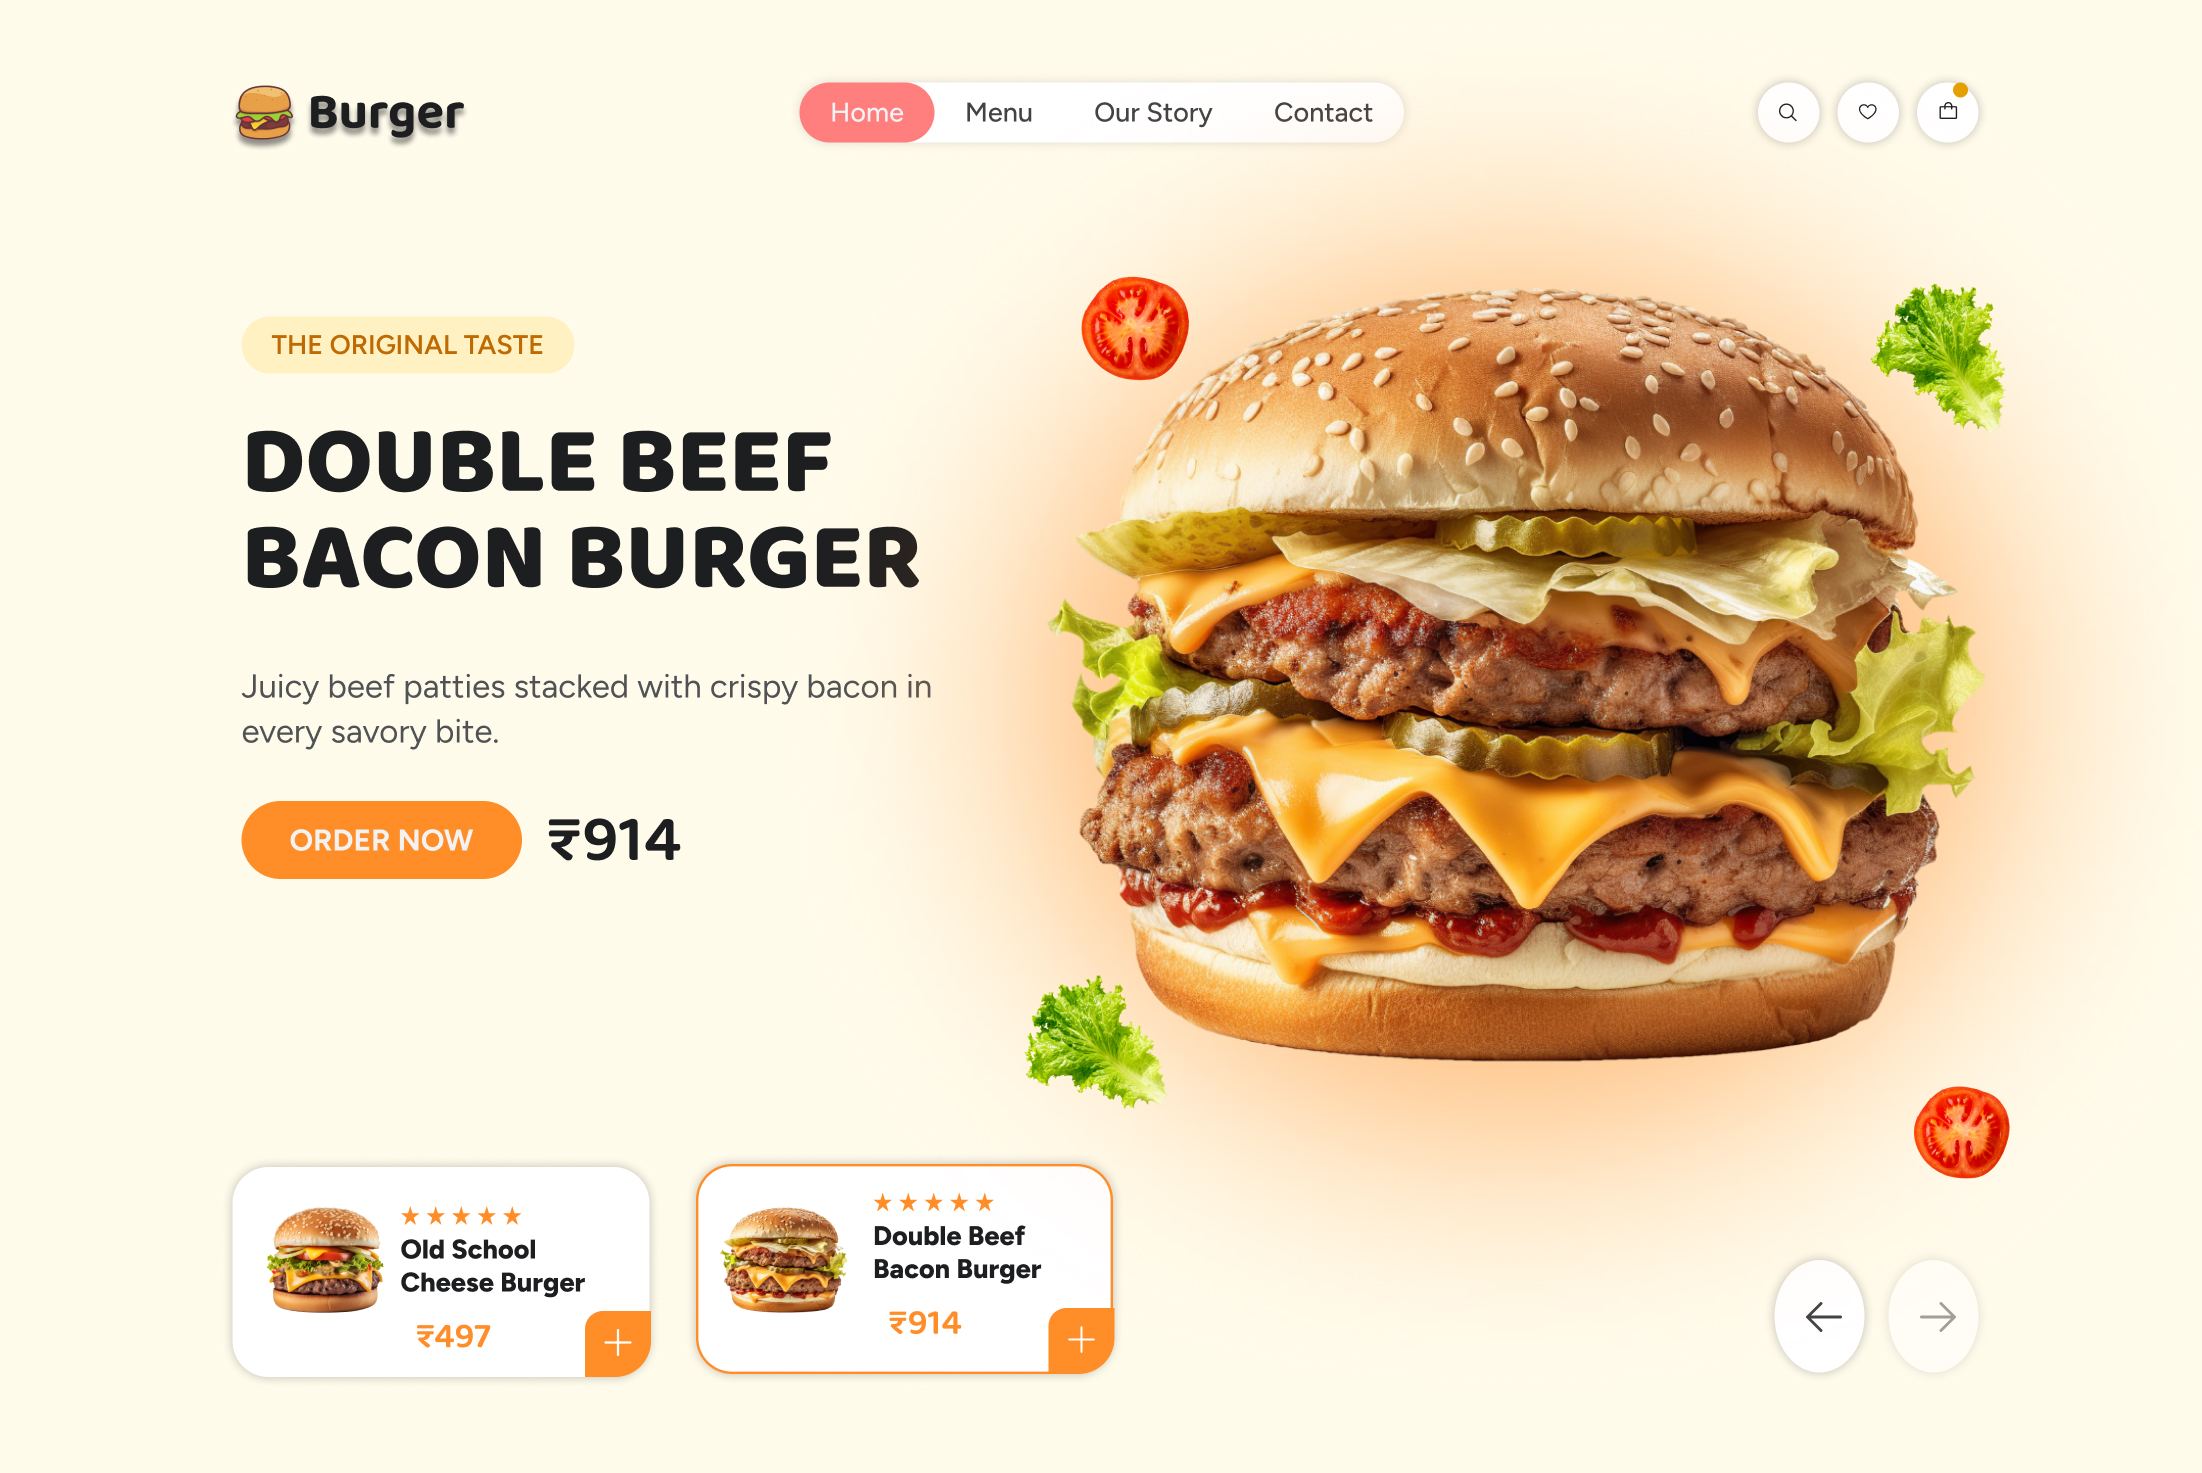 Burger
Home Menu Our Story Contact
THE ORIGINAL TASTE
DOUBLE BEEF
BACON BURGER
Juicy beef patties stacked with crispy bacon in
every savory bite.
ORDER NOW ₹914
Old School
Cheese Burger
₹497
Double Beef
Bacon Burger
₹914